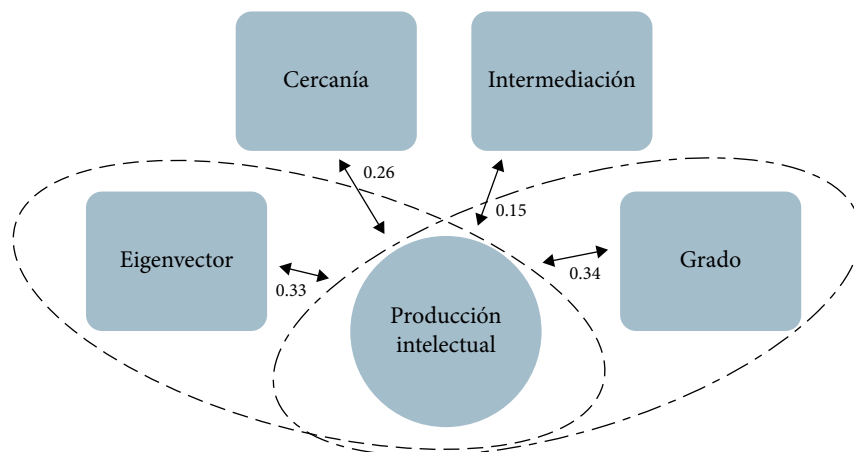 Cercanía
Intermediación
0.26
0.15
Eigenvector
0.33
Grado
0.34
Producción
intelectual